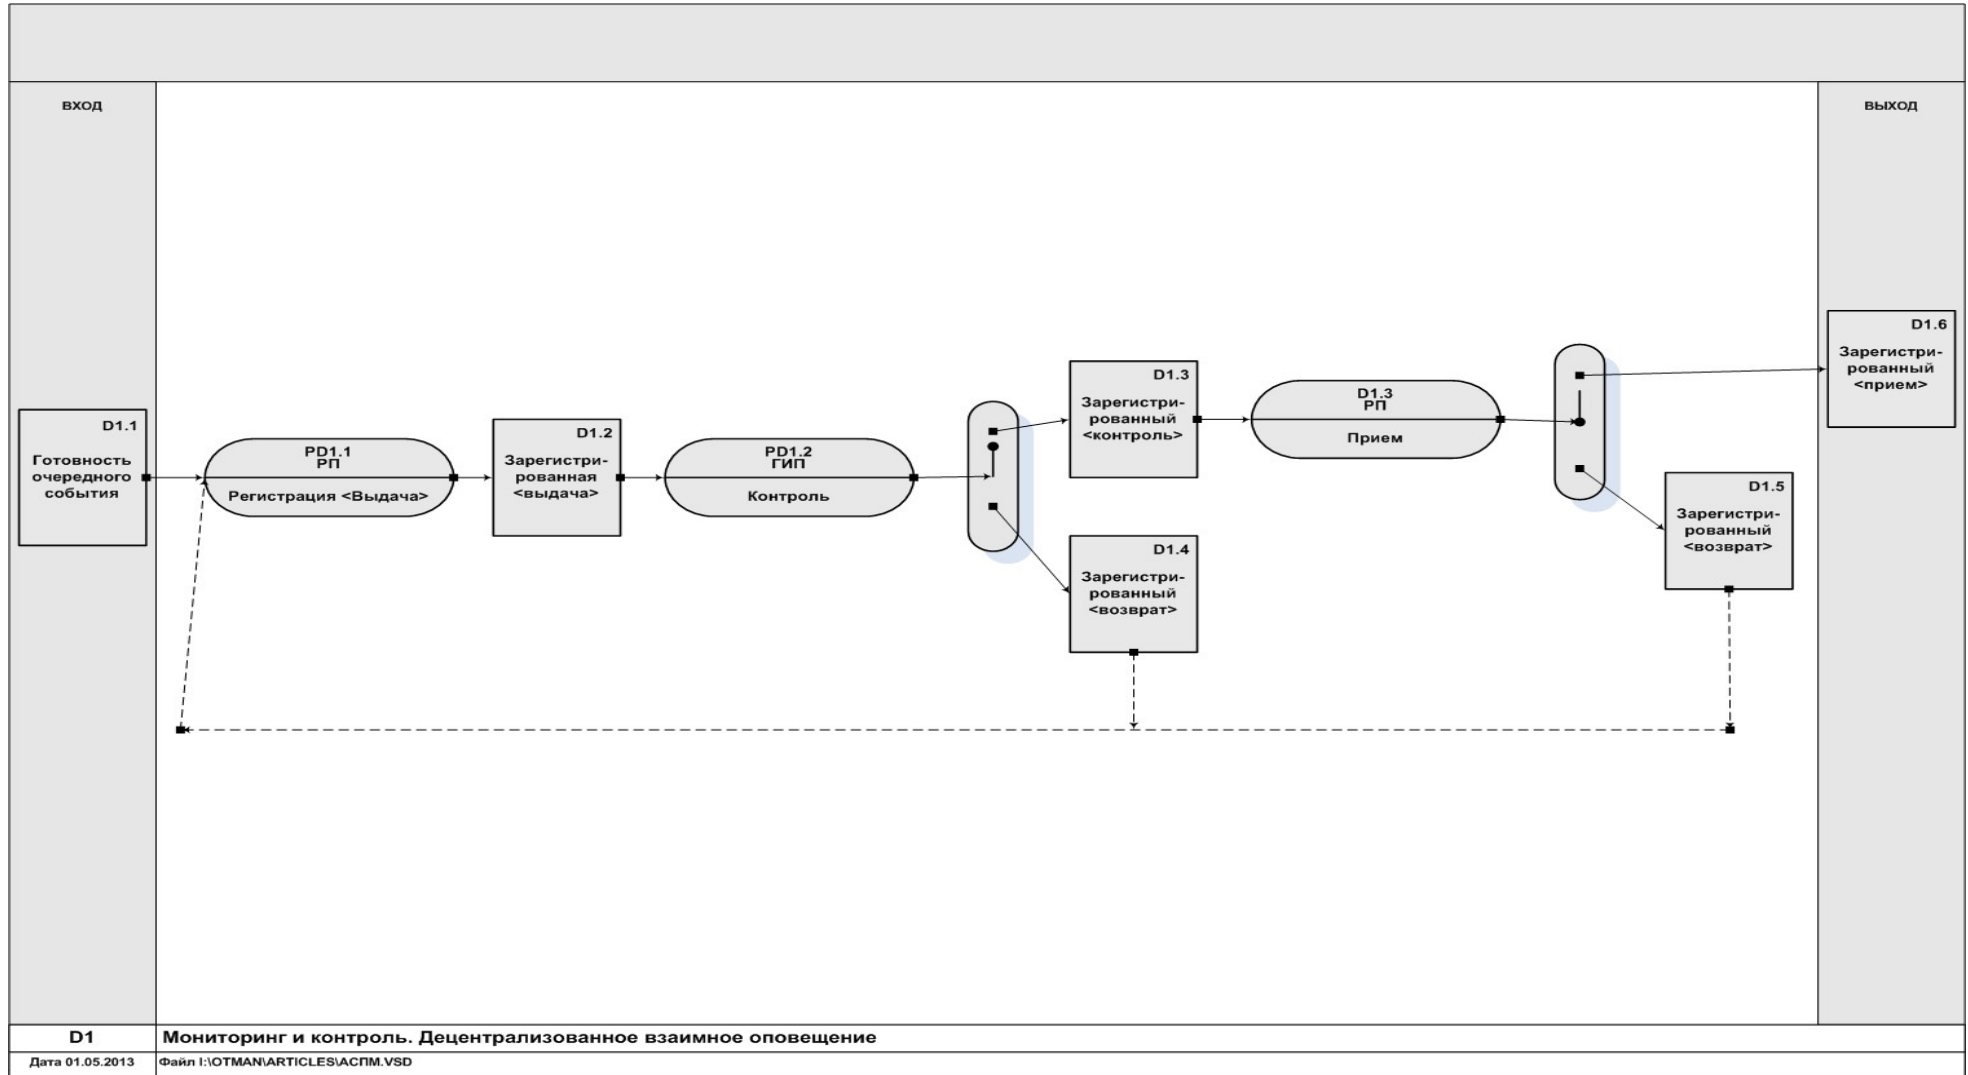 ВХОД
ВЫХОД
D1.1
Готовность
очередного
события
PD1.1
РП
Регистрация <Выдача>
D1.2
Зарегистри-
рованная
<выдача>
PD1.2
ГИП
Контроль
D1.3
Зарегистри-
рованный
<контроль>
D1.4
Зарегистри-
рованный
<возврат>
D1.3
РП
Прием
D1.5
Зарегистри-
рованный
<возврат>
D1.6
Зарегистри-
рованный
<прием>
D1 Мониторинг и контроль. Децентрализованное взаимное оповещение
Дата 01.05.2013 Файл I:\OTMAN\ARTICLES\АСПМ.VSD